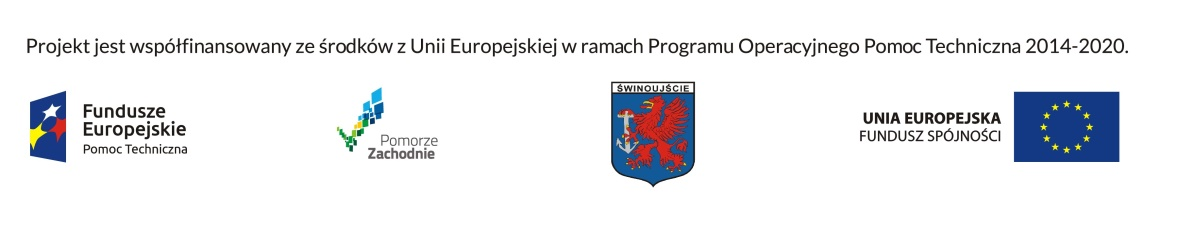 Projekt jest współfinansowany ze środków z Unii Europejskiej w ramach Programu Operacyjnego Pomoc Techniczna 2014-2020.
Fundusze
Europejskie
Pomoc Techniczna
Pomorze
Zachodnie
ŚWINOUJŚCIE
UNIA EUROPEJSKA
FUNDUSZ SPÓJNOŚCI